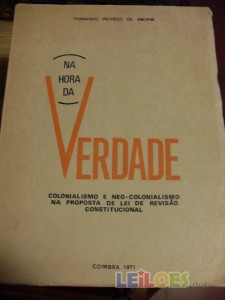 FERNANDO PACHECO DE AMORIM
(NA
HORA
DA)
VERDADE
COLONIALISMO E NEO-COLONIALISMO
NA PROPOSTA DE LEI DE REVISÃO
CONSTITUCIONAL
COIMBRA 1971
LEILOES.net